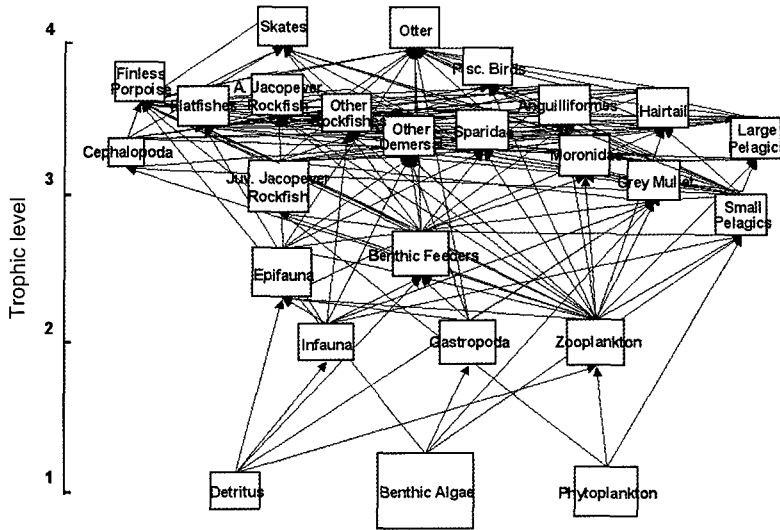 4
Skates
Otter
Finless
Porpoise
Pisc. Birds
Flatfishes
A. Jacopever
Rockfish
Other
Rockfishes
Anguilliformes
Hairtail
Sparidae
Other
Demersal
Large
Pelagics
Cephalopoda
Moronidae
Juv. Jacopever
Rockfish
Grey Mullet
3
Small
Pelagics
Trophic level
Benthic Feeders
Epifauna
2
Infauna
Gastropoda
Zooplankton
1
Detritus
Benthic Algae
Phytoplankton